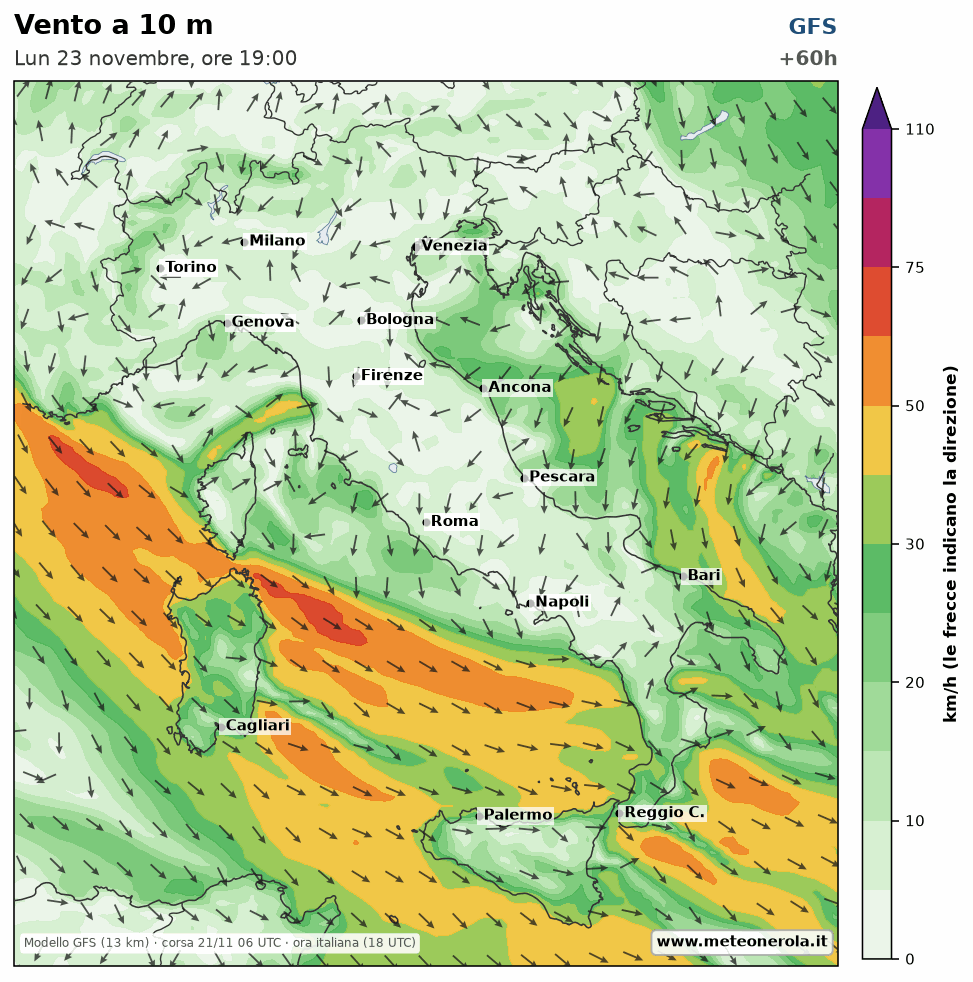 Vento a 10 m
GFS
Lun 23 novembre, ore 19:00
+60h
110
75
50
30
20
10
0
km/h (le frecce indicano la direzione)
Milano
Venezia
Torino
Genova
Bologna
Firenze
Ancona
Pescara
Roma
Bari
Napoli
Cagliari
Palermo
Reggio C.
Modello GFS (13 km) · corsa 21/11 06 UTC · ora italiana (18 UTC)
www.meteonerola.it